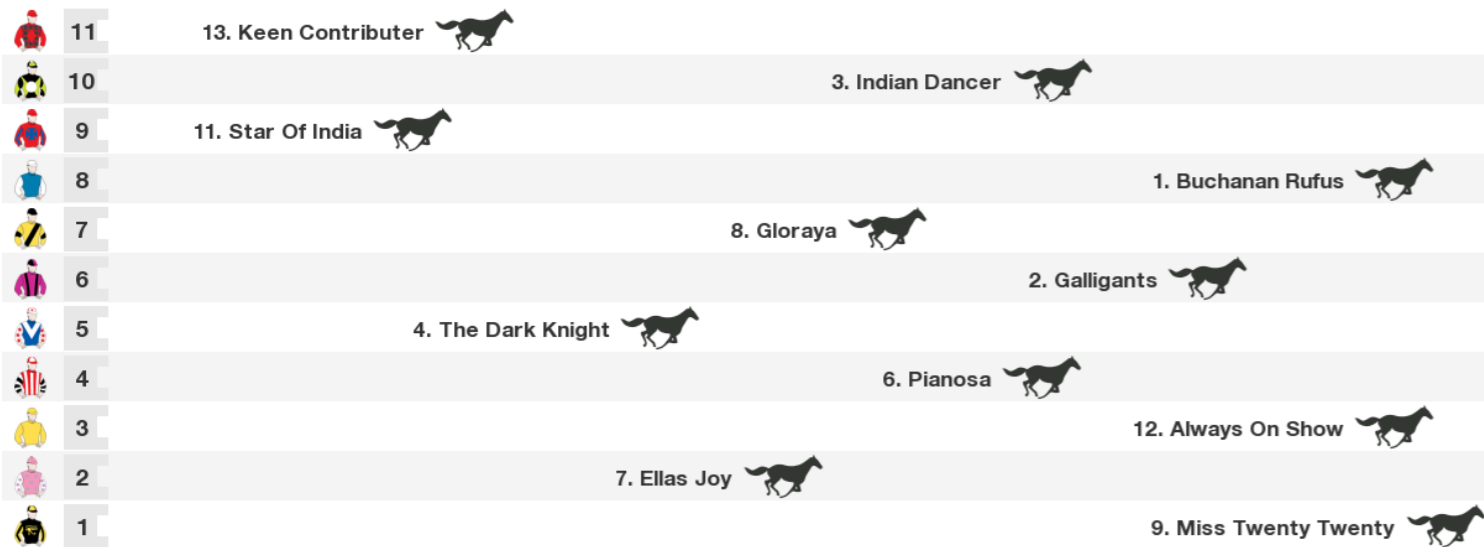 11 13. Keen Contributer
10 3. Indian Dancer
9 11. Star Of India
8 1. Buchanan Rufus
7 8. Gloraya
6 2. Galligants
5 4. The Dark Knight
4 6. Pianosa
3 12. Always On Show
2 7. Ellas Joy
1 9. Miss Twenty Twenty